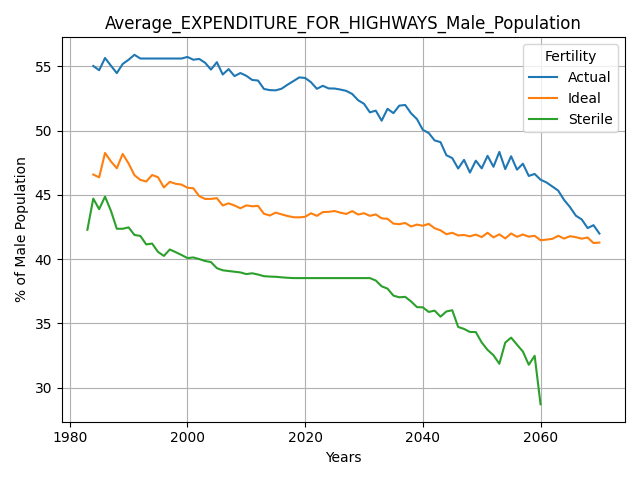 Average_EXPENDITURE_FOR_HIGHWAYS_Male_Population
Fertility
Actual
Ideal
Sterile
% of Male Population
55
50
45
40
35
30
1980
2000
2020
2040
2060
Years